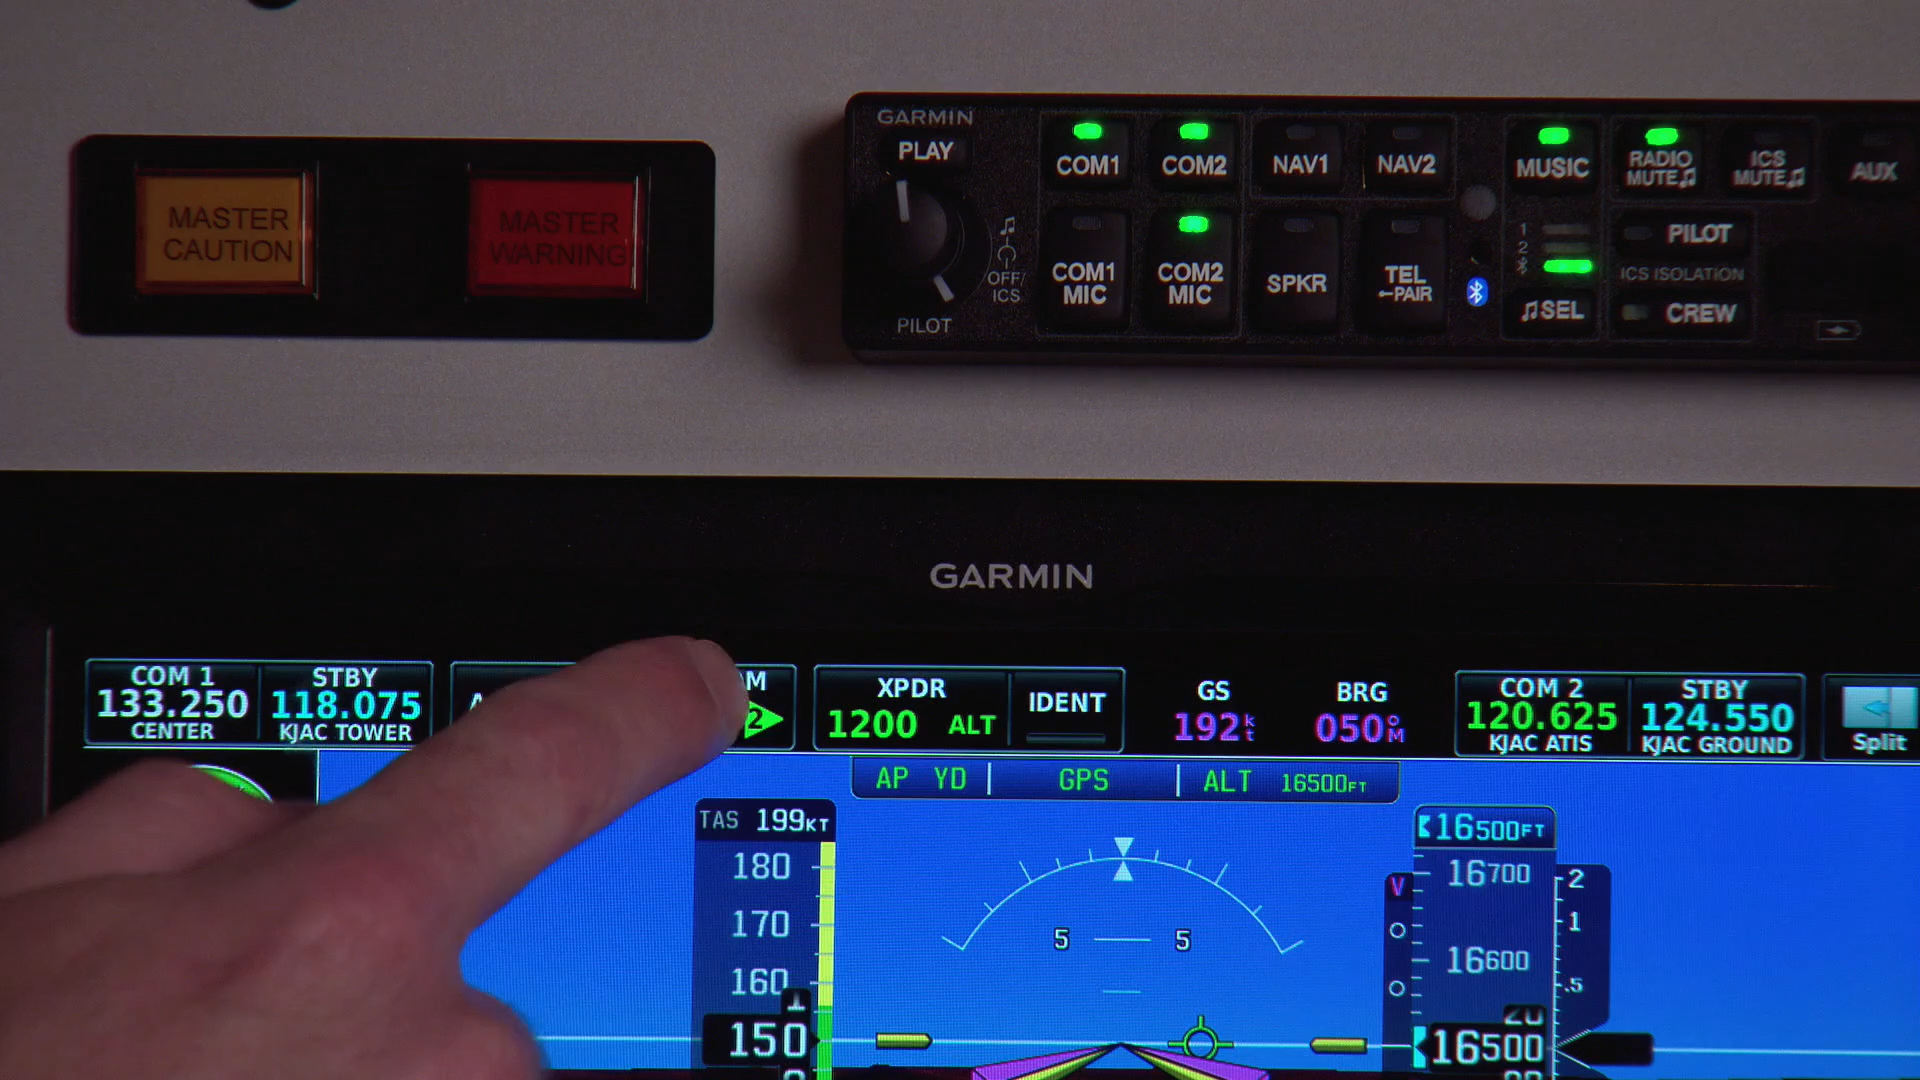 GARMIN
PLAY
PILOT
OFF/
ICS
COM1
COM2
NAV1
NAV2
COM1
MIC
COM2
MIC
SPKR
TEL
PAIR
MUSIC
1
2
SEL
RADIO
MUTE
ICS
MUTE
AUX
PILOT
ICS ISOLATION
CREW
MASTER
CAUTION
MASTER
WARNING
GARMIN
COM 1
133.250
CENTER
STBY
118.075
KJAC TOWER
2
XPDR
1200 ALT
IDENT
GS
192kt
BRG
050°M
COM 2
120.625
KJAC ATIS
STBY
124.550
KJAC GROUND
Split
AP YD GPS ALT 16500FT
TAS 199KT
180
170
160
150
5 5
16500FT
16700
16600
16500
20
V
2
1
.5